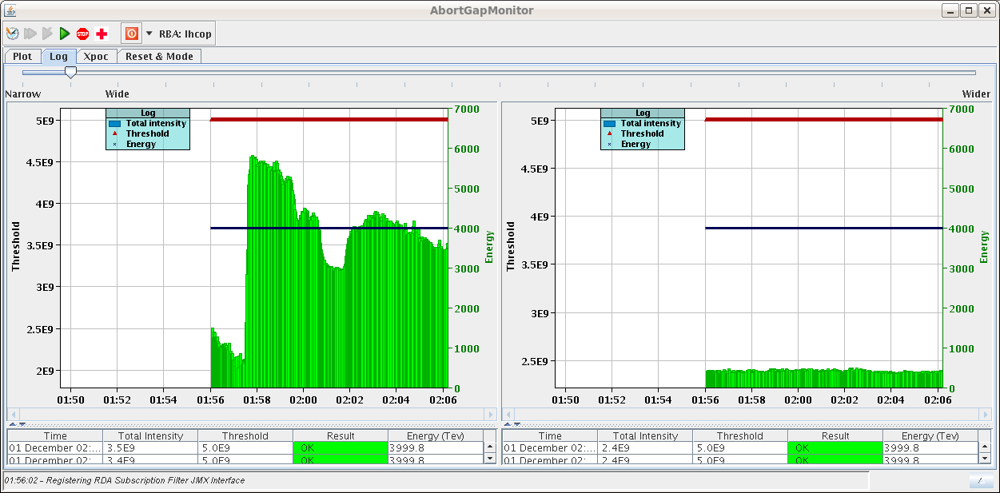 AbortGapMonitor
STOP RBA: lhcop
Plot Log Xpoc Reset & Mode
Narrow Wide Wider
Log
Total intensity
Threshold
Energy
5E9
4.5E9
4E9
3.5E9
3E9
2.5E9
2E9
Threshold
7000
6000
5000
4000
3000
2000
1000
0
Energy
01:50 01:52 01:54 01:56 01:58 02:00 02:02 02:04 02:06
Log
Total intensity
Threshold
Energy
5E9
4.5E9
4E9
3.5E9
3E9
2.5E9
Threshold
7000
6000
5000
4000
3000
2000
1000
0
Energy
01:50 01:52 01:54 01:56 01:58 02:00 02:02 02:04 02:06
Time Total Intensity Threshold Result Energy (Tev)
01 December 02:... 3.5E9 5.0E9 OK 3999.8
01 December 02: 3.4E9 5.0E9 OK 3999.8
Time Total Intensity Threshold Result Energy (Tev)
01 December 02:... 2.4E9 5.0E9 OK 3999.8
01 December 02: 2.4E9 5.0E9 OK 3999.8
01:56:02 - Registering RDA Subscription Filter JMX Interface